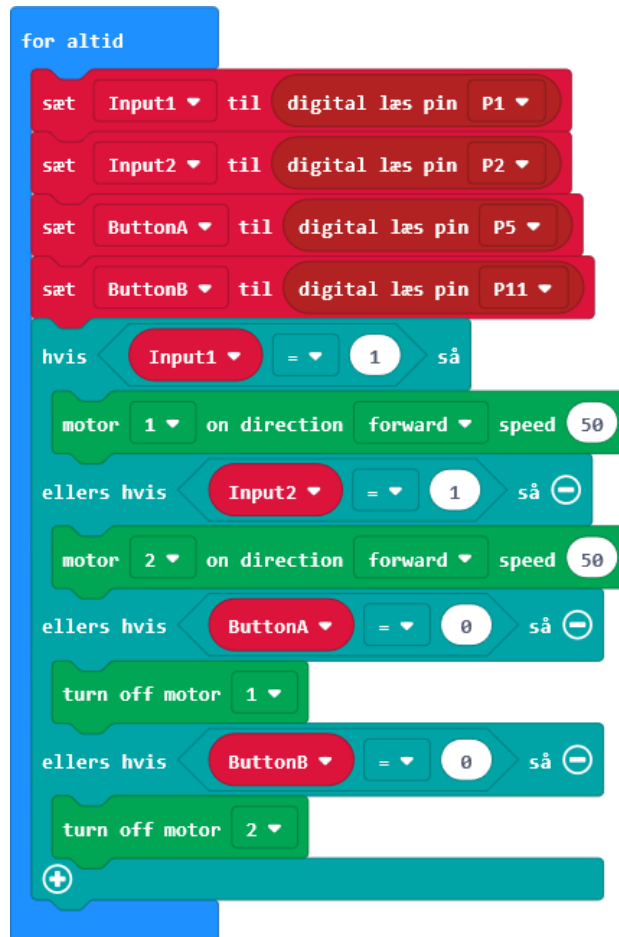 for altid
sæt Input1 til digital læs pin P1
sæt Input2 til digital læs pin P2
sæt ButtonA til digital læs pin P5
sæt ButtonB til digital læs pin P11
hvis Input1 = 1 så
motor 1 on direction forward speed 50
ellers hvis Input2 = 1 så
motor 2 on direction forward speed 50
ellers hvis ButtonA = 0 så
turn off motor 1
ellers hvis ButtonB = 0 så
turn off motor 2